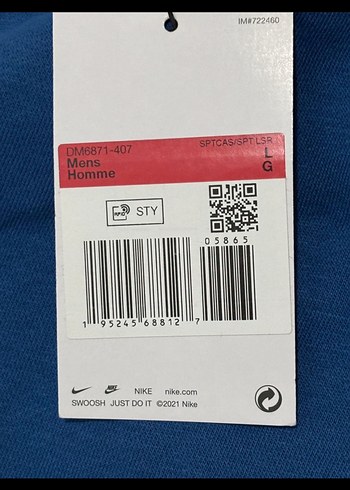 IM#722460
DM6871-407 SPTCAS/SPT LSR
Mens L
Homme G
RFID STY
05865
1 95245 68812 7
NIKE nike.com
SWOOSH JUST DO IT ©2021 Nike